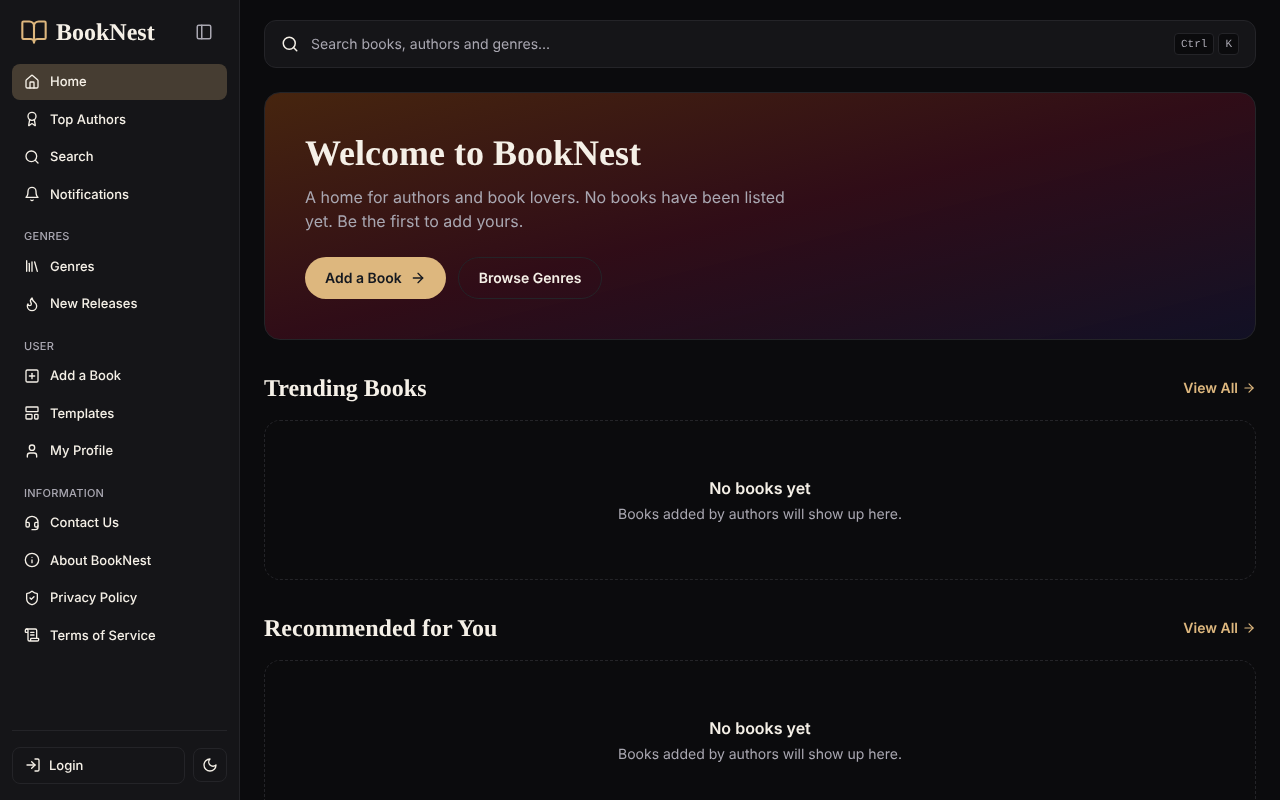 BookNest
Home
Top Authors
Search
Notifications
GENRES
Genres
New Releases
USER
Add a Book
Templates
My Profile
INFORMATION
Contact Us
About BookNest
Privacy Policy
Terms of Service
Login
Search books, authors and genres...
Ctrl K
Welcome to BookNest
A home for authors and book lovers. No books have been listed
yet. Be the first to add yours.
Add a Book
Browse Genres
Trending Books
View All
No books yet
Books added by authors will show up here.
Recommended for You
View All
No books yet
Books added by authors will show up here.